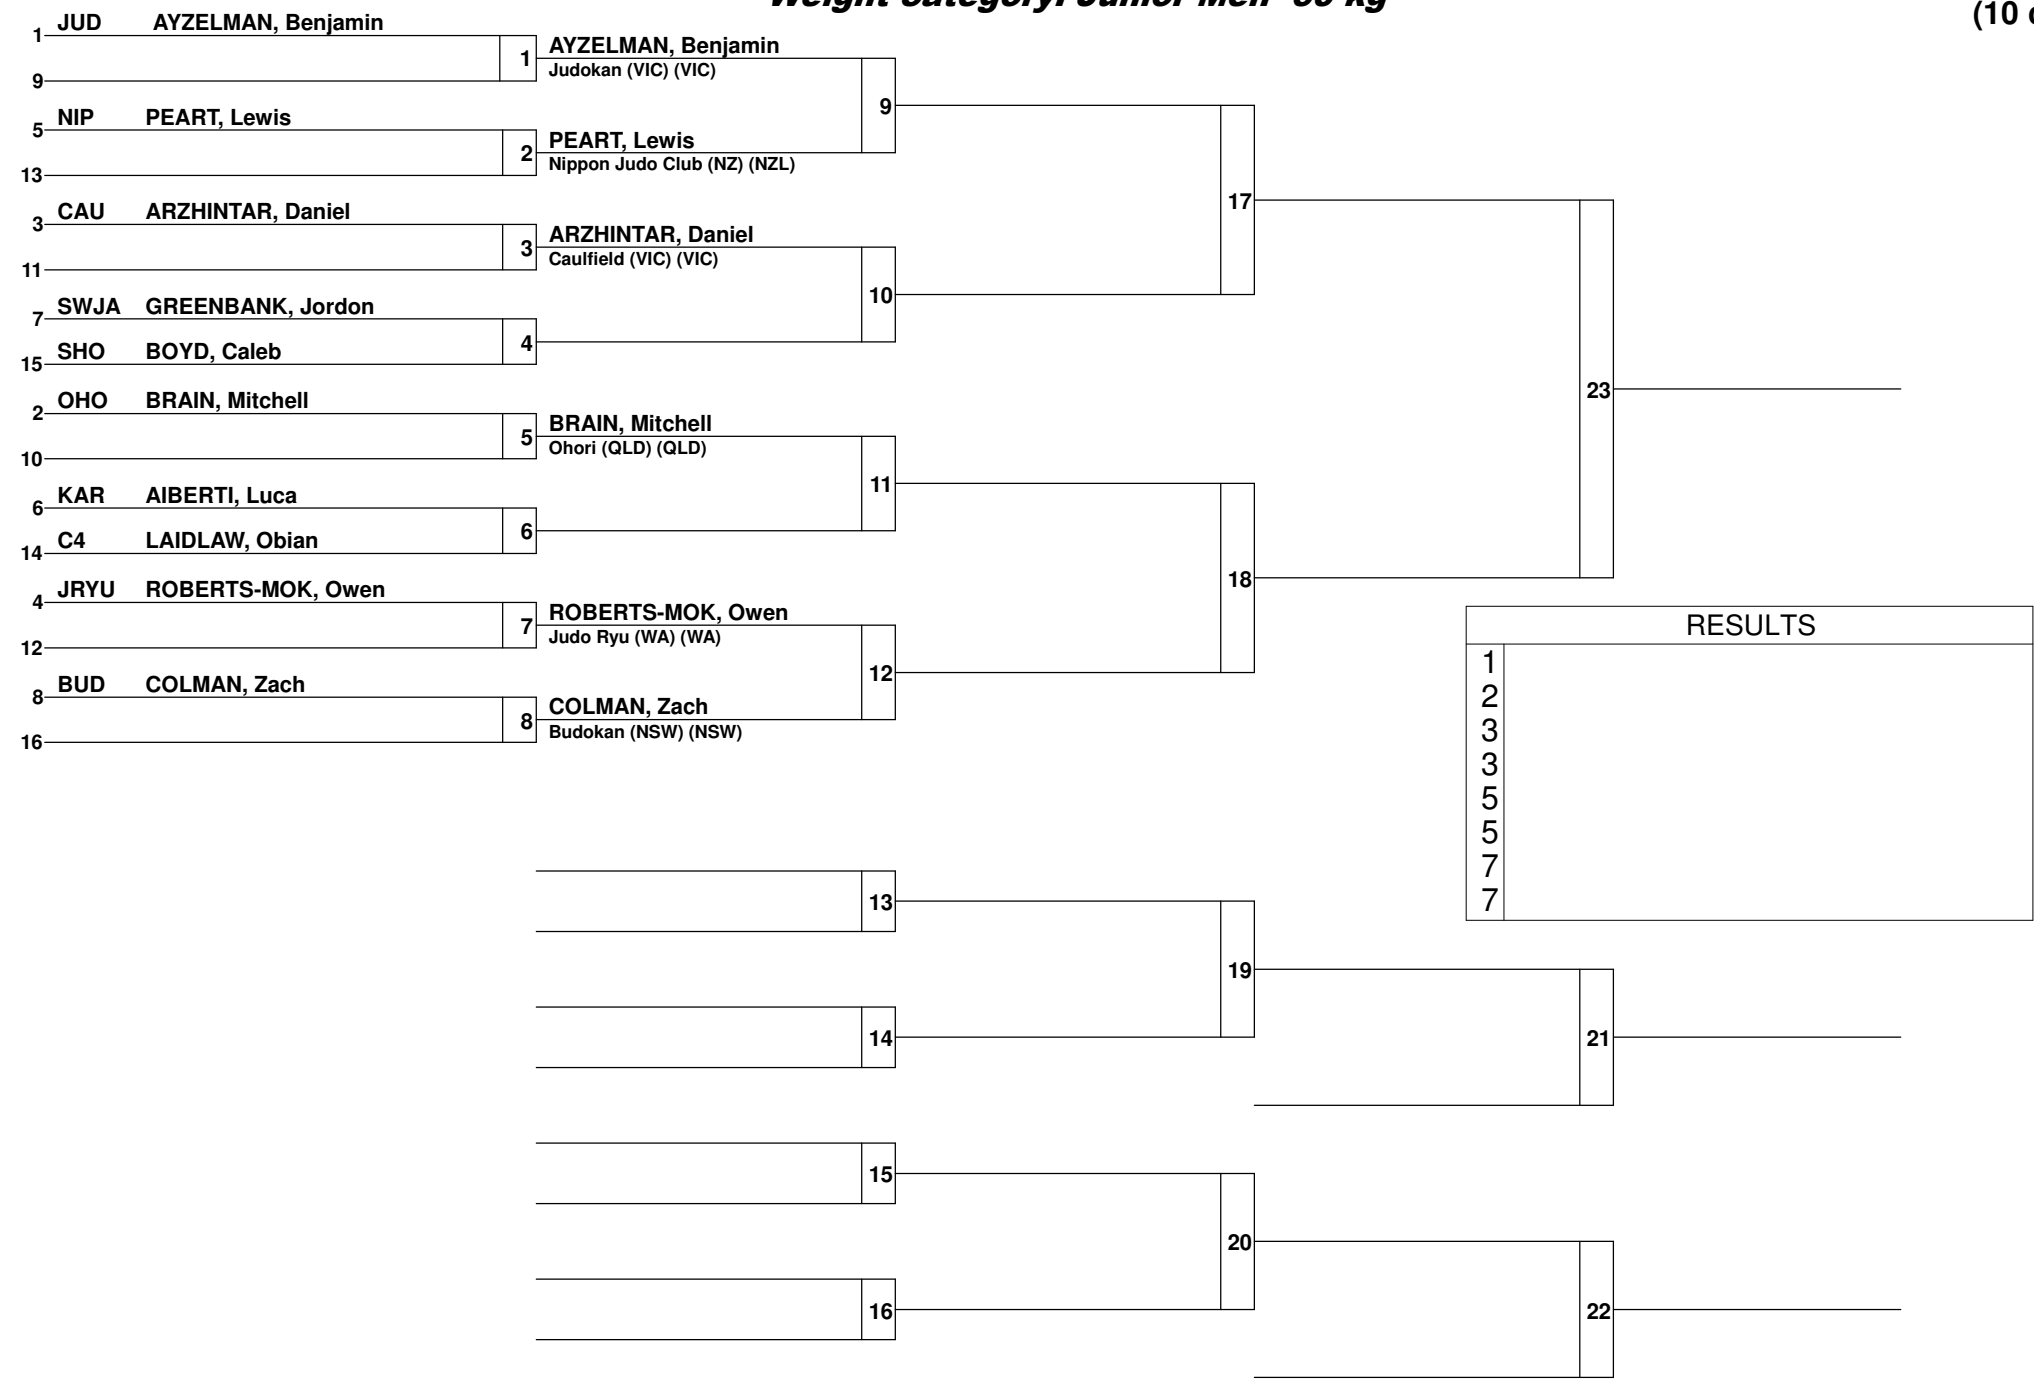 (10
1 JUD AYZELMAN, Benjamin
1 AYZELMAN, Benjamin
Judokan (VIC) (VIC)
9
9
5 NIP PEART, Lewis
2 PEART, Lewis
Nippon Judo Club (NZ) (NZL)
13
17
3 CAU ARZHINTAR, Daniel
3 ARZHINTAR, Daniel
Caulfield (VIC) (VIC)
11
10
7 SWJA GREENBANK, Jordon
4
15 SHO BOYD, Caleb
23
2 OHO BRAIN, Mitchell
5 BRAIN, Mitchell
Ohori (QLD) (QLD)
10
11
6 KAR AIBERTI, Luca
6
14 C4 LAIDLAW, Obian
18
4 JRYU ROBERTS-MOK, Owen
7 ROBERTS-MOK, Owen
Judo Ryu (WA) (WA)
12
12
8 BUD COLMAN, Zach
8 COLMAN, Zach
Budokan (NSW) (NSW)
16
RESULTS
1
2
3
3
5
5
7
7
13
19
14
21
15
20
16
22